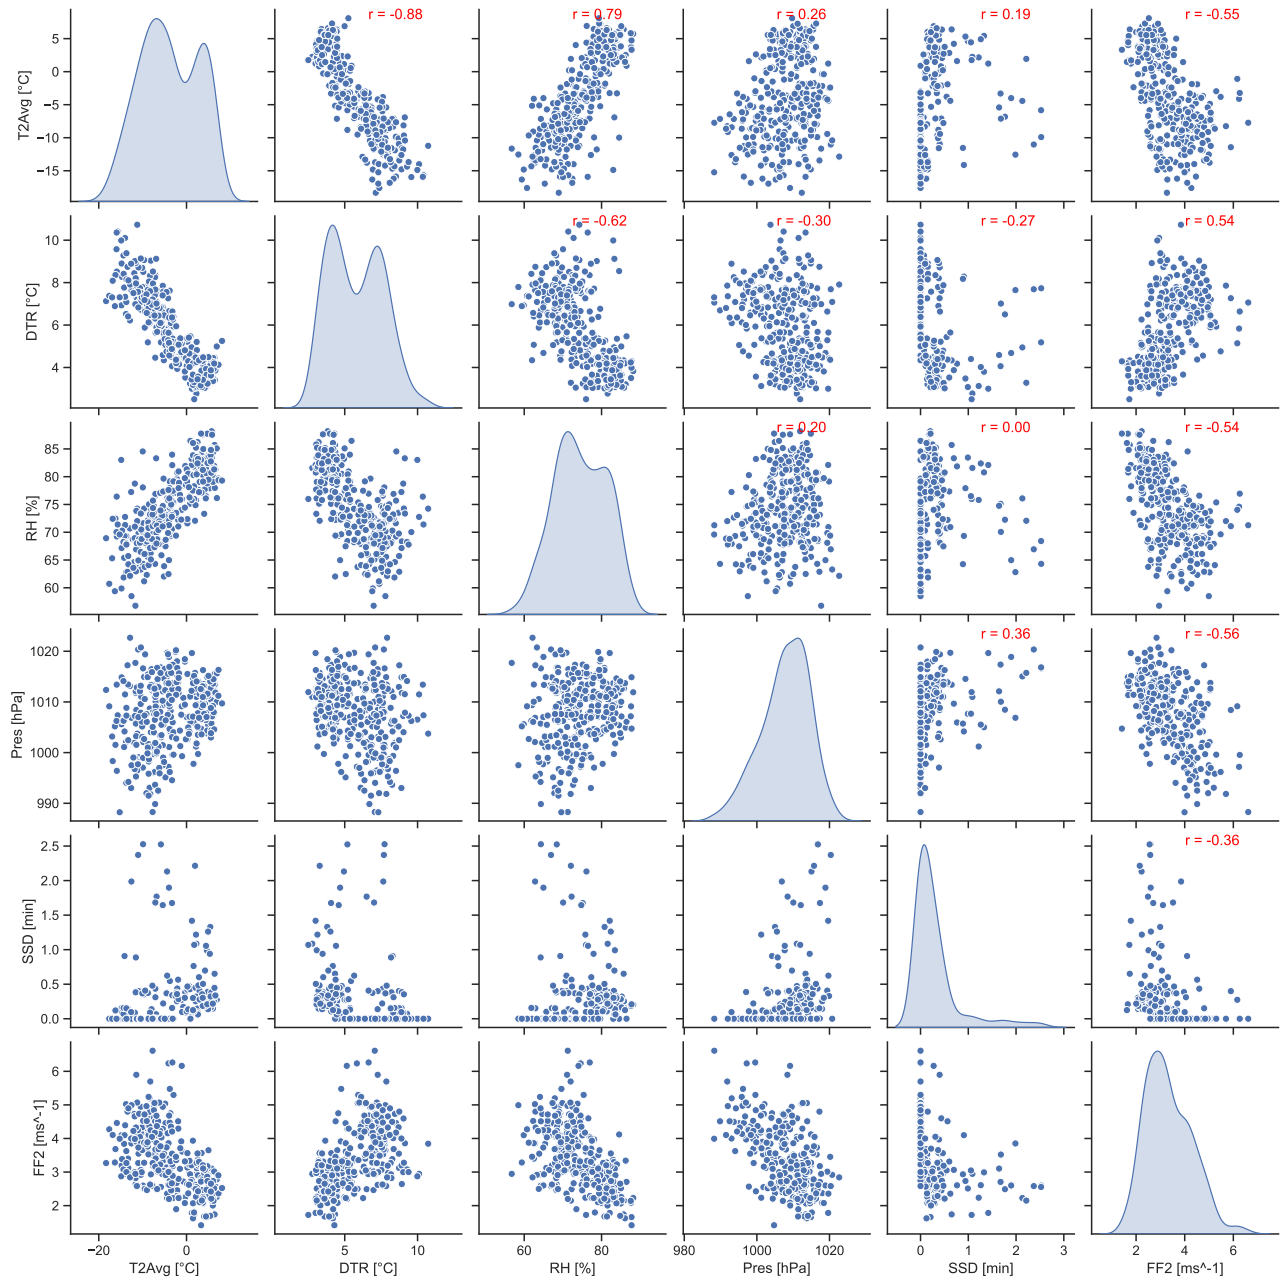 r = -0.88
r = 0.79
r = 0.26
r = 0.19
r = -0.55
T2Avg [°C]
5
0
−5
−10
−15
r = -0.62
r = -0.30
r = -0.27
r = 0.54
DTR [°C]
10
8
6
4
r = 0.20
r = 0.00
r = -0.54
RH [%]
85
80
75
70
65
60
r = 0.36
r = -0.56
Pres [hPa]
1020
1010
1000
990
r = -0.36
SSD [min]
2.5
2.0
1.5
1.0
0.5
0.0
FF2 [ms^-1]
6
5
4
3
2
−20 0
5 10
60 80
980 1000 1020
0 1 2 3
2 4 6
T2Avg [°C]
DTR [°C]
RH [%]
Pres [hPa]
SSD [min]
FF2 [ms^-1]